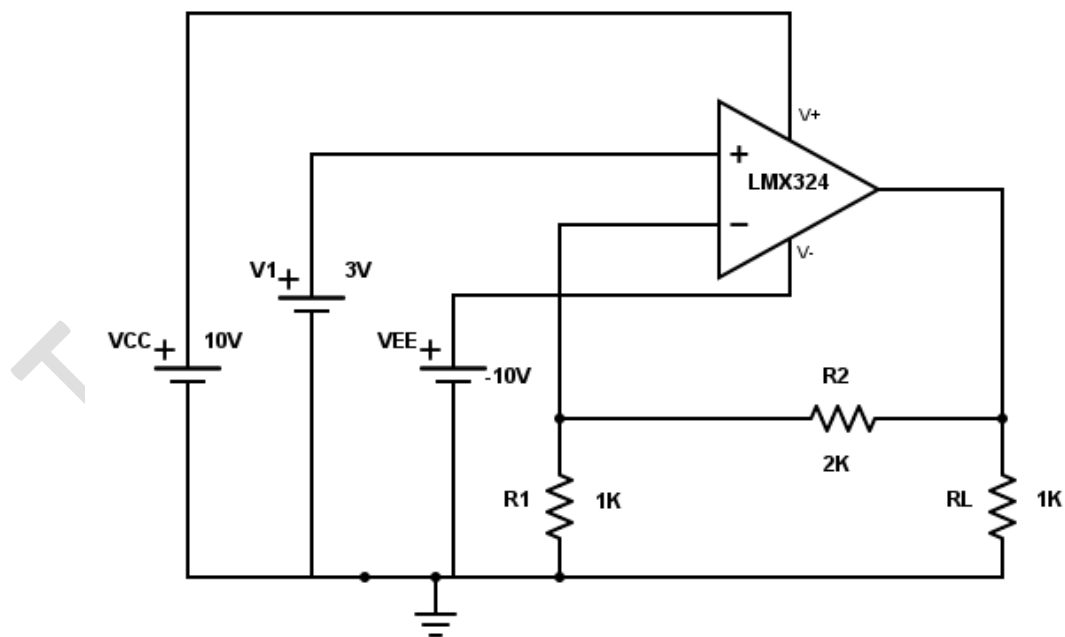 V+
+
LMX324
−
V-
V1 + 3V
VCC + 10V
VEE + -10V
R2
2K
R1 1K
RL 1K
T